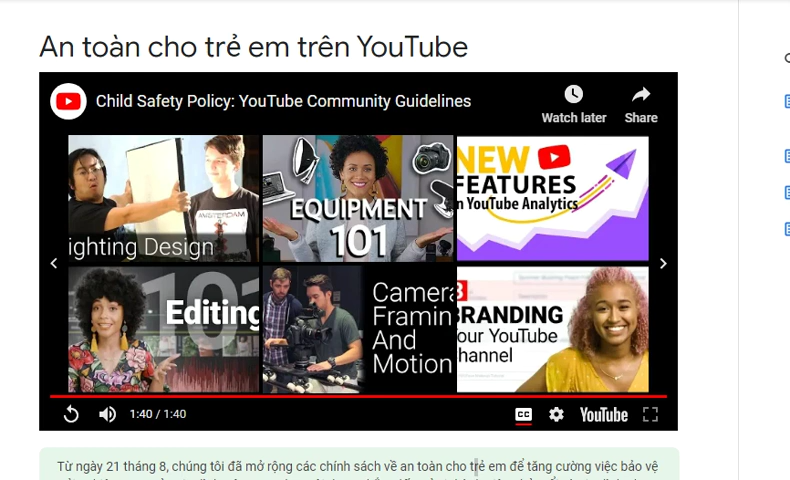 An toàn cho trẻ em trên YouTube
Child Safety Policy: YouTube Community Guidelines
Watch later
Share
ighting Design
AMSTERDAM
EQUIPMENT
101
NEW
FEATURES
n YouTube Analytics
101
Editing
Camera
Framin
And
Motion
3
BRANDING
our YouTube
hannel
1:40 / 1:40
CC
YouTube
Từ ngày 21 tháng 8, chúng tôi đã mở rộng các chính sách về an toàn cho trẻ em để tăng cường việc bảo vệ